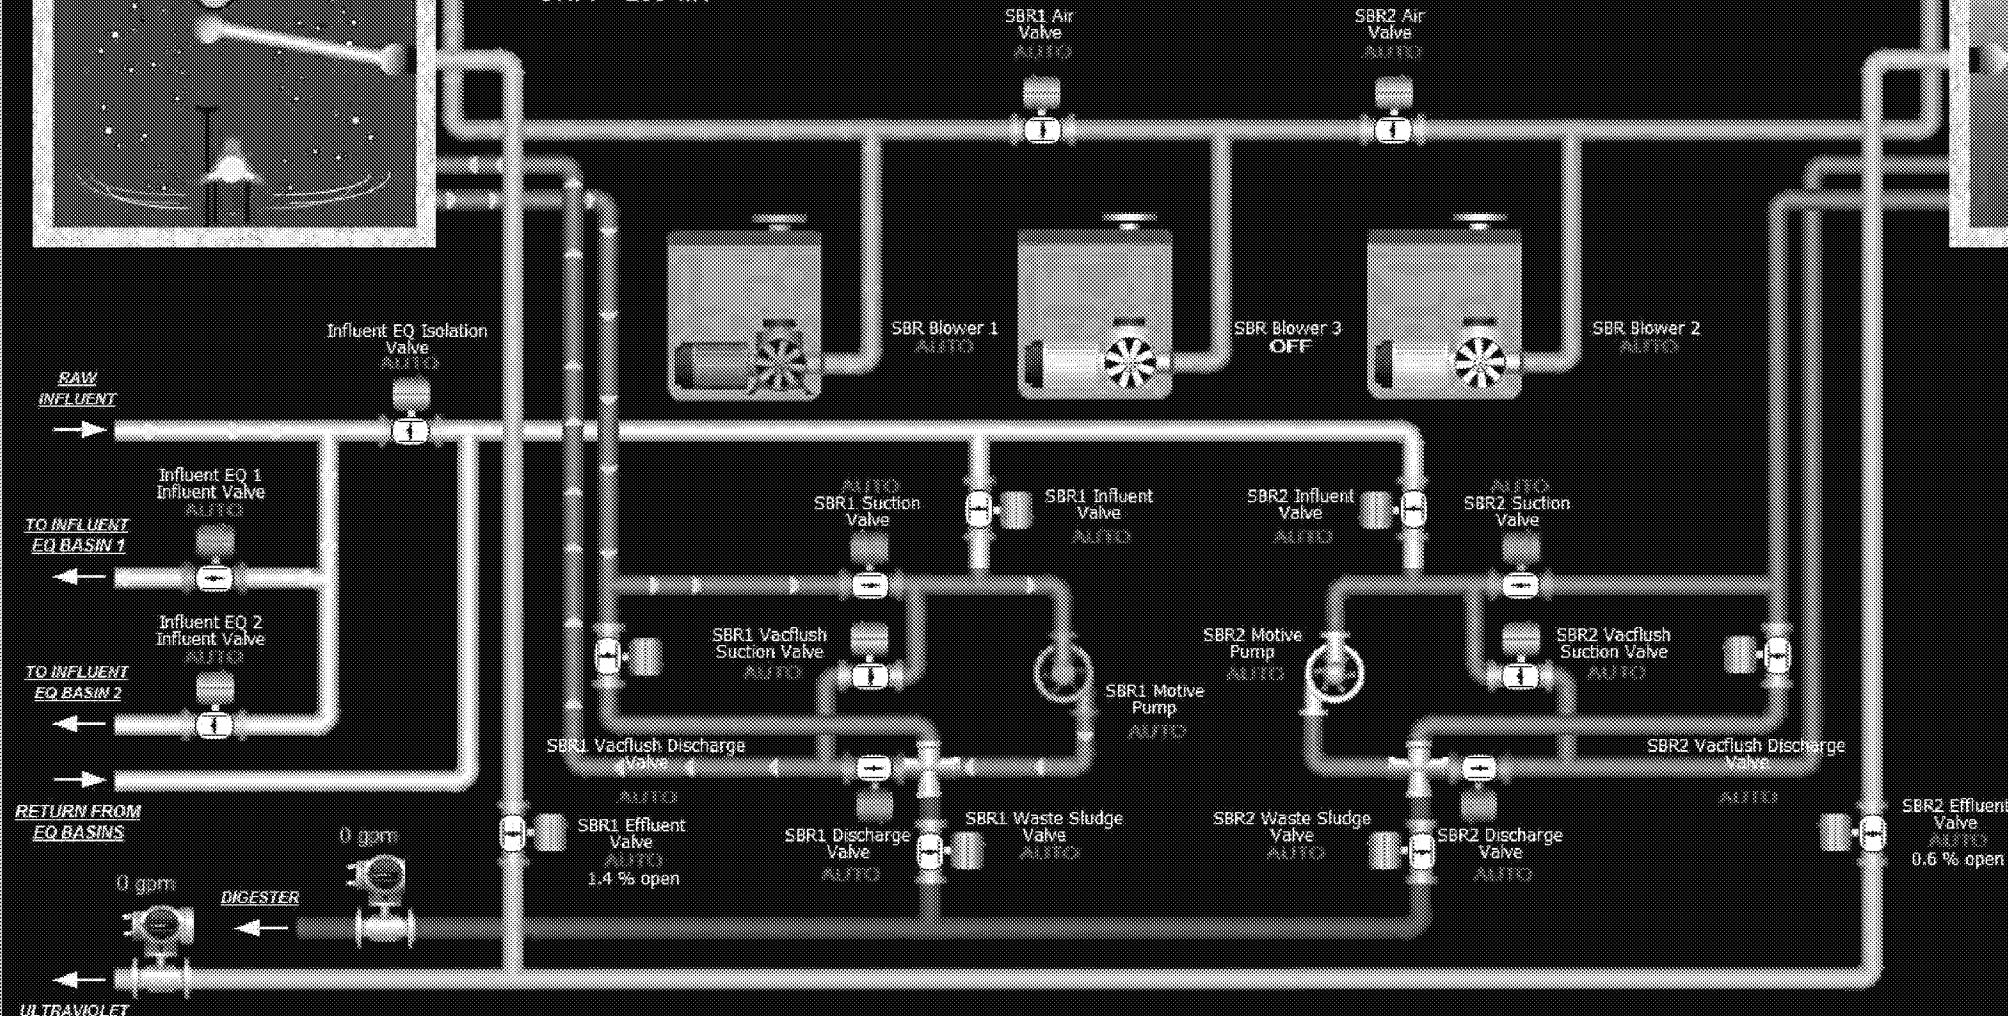 SBR1 Air
Valve
AUTO
SBR2 Air
Valve
AUTO
SBR Blower 1
AUTO
SBR Blower 3
OFF
SBR Blower 2
AUTO
Influent EQ Isolation
Valve
AUTO
RAW
INFLUENT
Influent EQ 1
Influent Valve
AUTO
TO INFLUENT
EQ BASIN 1
Influent EQ 2
Influent Valve
AUTO
TO INFLUENT
EQ BASIN 2
RETURN FROM
EQ BASINS
AUTO
SBR1 Suction
Valve
SBR1 Influent
Valve
AUTO
SBR2 Influent
Valve
AUTO
AUTO
SBR2 Suction
Valve
SBR1 Vacflush
Suction Valve
AUTO
SBR2 Motive
Pump
AUTO
SBR2 Vacflush
Suction Valve
AUTO
SBR1 Motive
Pump
AUTO
SBR1 Vacflush Discharge
Valve
AUTO
SBR2 Vacflush Discharge
Valve
AUTO
SBR1 Effluent
Valve
AUTO
1.4 % open
SBR1 Discharge
Valve
AUTO
SBR1 Waste Sludge
Valve
AUTO
SBR2 Waste Sludge
Valve
AUTO
SBR2 Discharge
Valve
AUTO
SBR2 Effluent
Valve
AUTO
0.6 % open
0 gpm
0 gpm
DIGESTER
ULTRAVIOLET